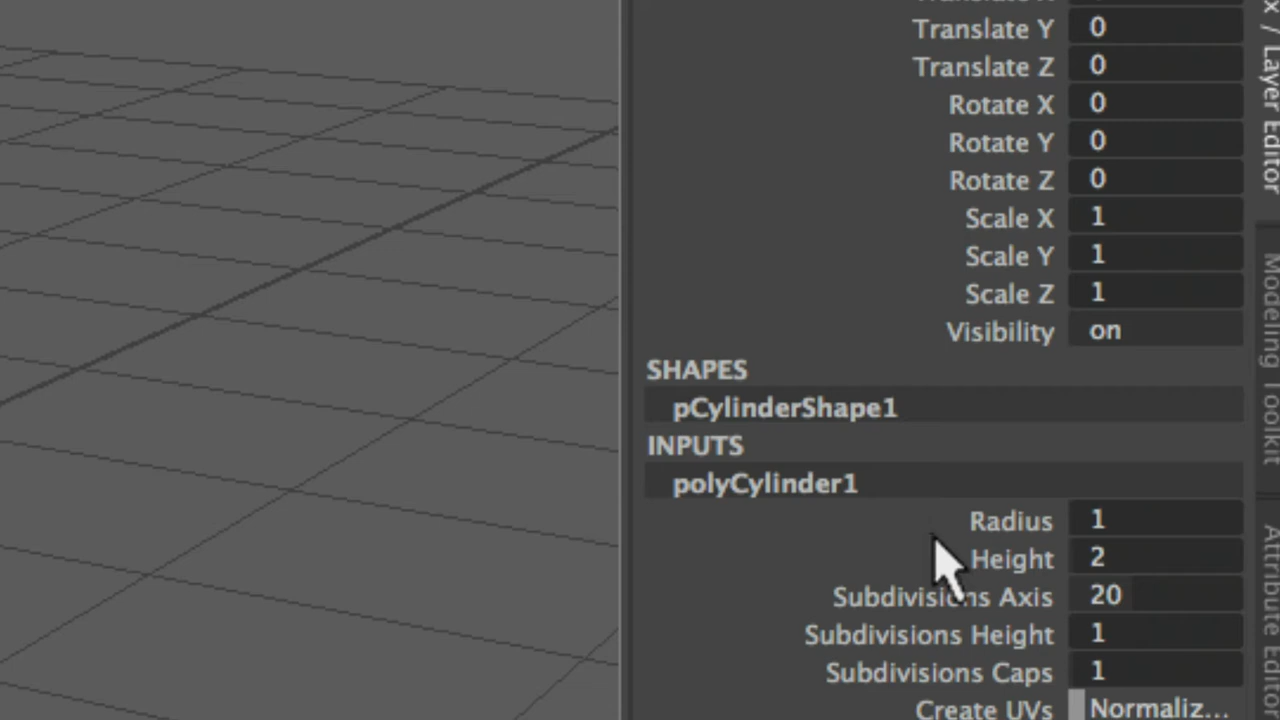 Translate Y 0
Translate Z 0
Rotate X 0
Rotate Y 0
Rotate Z 0
Scale X 1
Scale Y 1
Scale Z 1
Visibility on
SHAPES
pCylinderShape1
INPUTS
polyCylinder1
Radius 1
Height 2
Subdivisions Axis 20
Subdivisions Height 1
Subdivisions Caps 1
Create UVs Normaliz...
x / Layer Editor
Modeling Toolkit
Attribute Editor